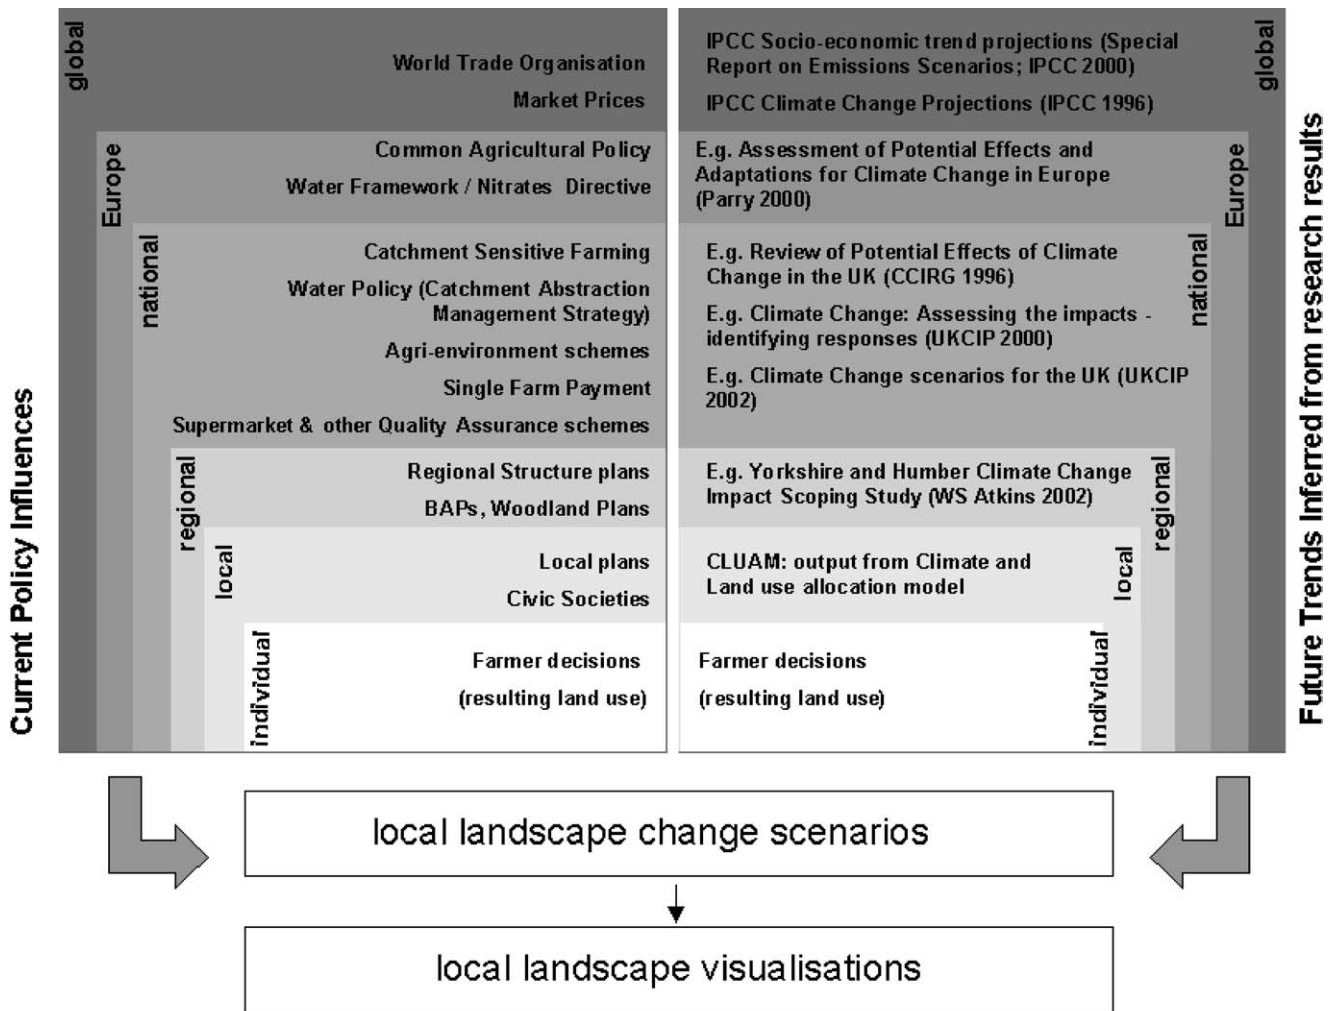 Current Policy Influences
global
World Trade Organisation
Market Prices
Europe
Common Agricultural Policy
Water Framework / Nitrates Directive
national
Catchment Sensitive Farming
Water Policy (Catchment Abstraction
Management Strategy)
Agri-environment schemes
Single Farm Payment
Supermarket & other Quality Assurance schemes
regional
Regional Structure plans
BAPs, Woodland Plans
local
Local plans
Civic Societies
individual
Farmer decisions
(resulting land use)
IPCC Socio-economic trend projections (Special
Report on Emissions Scenarios; IPCC 2000)
IPCC Climate Change Projections (IPCC 1996)
global
E.g. Assessment of Potential Effects and
Adaptations for Climate Change in Europe
(Parry 2000)
Europe
E.g. Review of Potential Effects of Climate
Change in the UK (CCIRG 1996)
E.g. Climate Change: Assessing the impacts -
identifying responses (UKCIP 2000)
E.g. Climate Change scenarios for the UK (UKCIP
2002)
national
E.g. Yorkshire and Humber Climate Change
Impact Scoping Study (WS Atkins 2002)
regional
CLUAM: output from Climate and
Land use allocation model
local
Farmer decisions
(resulting land use)
individual
Future Trends Inferred from research results
local landscape change scenarios
local landscape visualisations